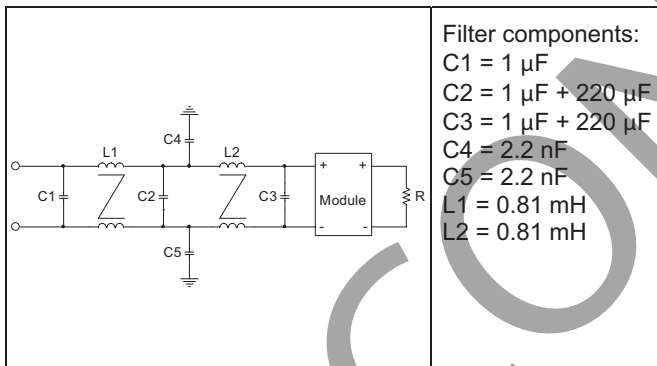 Filter components:
C1 = 1 µF
C2 = 1 µF + 220 µF
C3 = 1 µF + 220 µF
C4 = 2.2 nF
C5 = 2.2 nF
L1 = 0.81 mH
L2 = 0.81 mH
C4
L1
L2
C1
C2
C3
+ +
Module
- -
R
C5